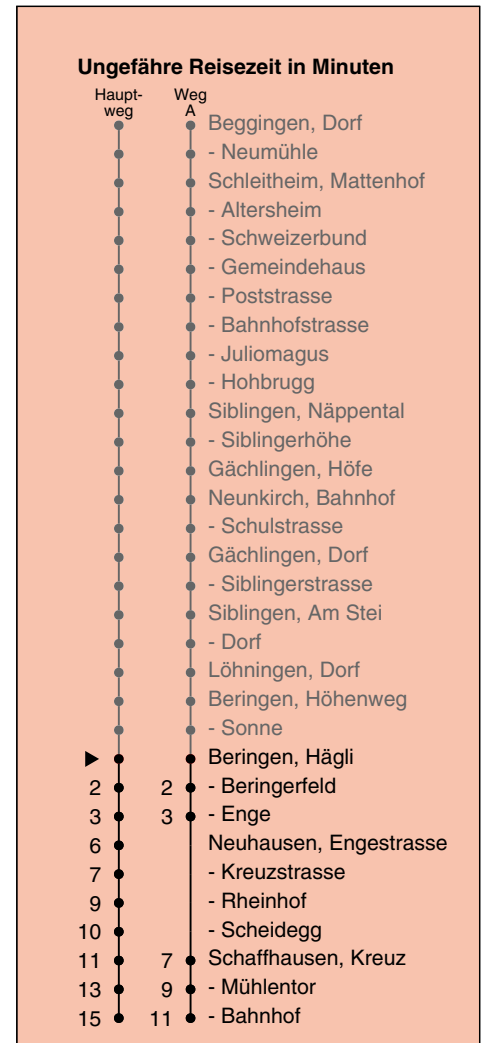 Ungefähre Reisezeit in Minuten
Haupt- Weg
weg A
Beggingen, Dorf
- Neumühle
Schleitheim, Mattenhof
- Altersheim
- Schweizerbund
- Gemeindehaus
- Poststrasse
- Bahnhofstrasse
- Juliomagus
- Hohbrugg
Siblingen, Näppental
- Siblingerhöhe
Gächlingen, Höfe
Neunkirch, Bahnhof
- Schulstrasse
Gächlingen, Dorf
- Siblingerstrasse
Siblingen, Am Stei
- Dorf
Löhningen, Dorf
Beringen, Höhenweg
- Sonne
Beringen, Hägli
2 2 - Beringerfeld
3 3 - Enge
6 Neuhausen, Engestrasse
7 - Kreuzstrasse
9 - Rheinhof
10 - Scheidegg
11 7 Schaffhausen, Kreuz
13 9 - Mühlentor
15 11 - Bahnhof